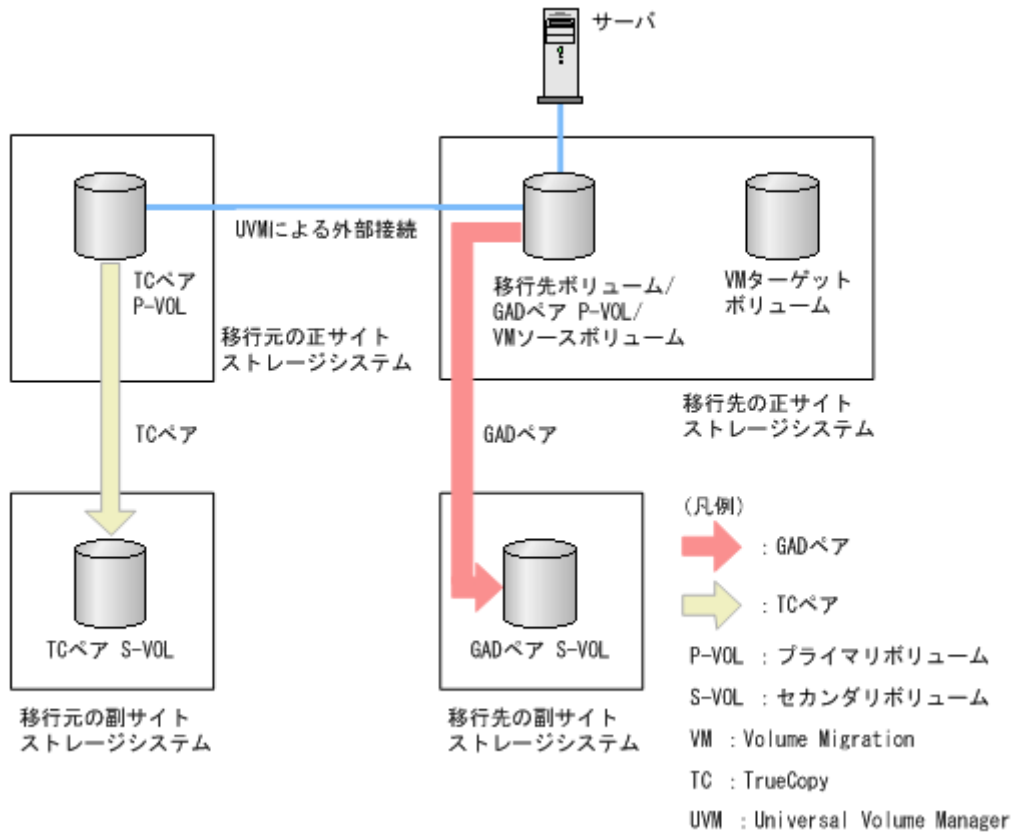 サーバ
UVMによる外部接続
TCペア
P-VOL
移行先ボリューム/
GADペア P-VOL/
VMソースボリューム
VMターゲット
ボリューム
移行元の正サイト
ストレージシステム
移行先の正サイト
ストレージシステム
TCペア
GADペア
TCペア S-VOL
GADペア S-VOL
移行元の副サイト
ストレージシステム
移行先の副サイト
ストレージシステム
(凡例)
：GADペア
：TCペア
P-VOL ：プライマリボリューム
S-VOL ：セカンダリボリューム
VM ：Volume Migration
TC ：TrueCopy
UVM ：Universal Volume Manager